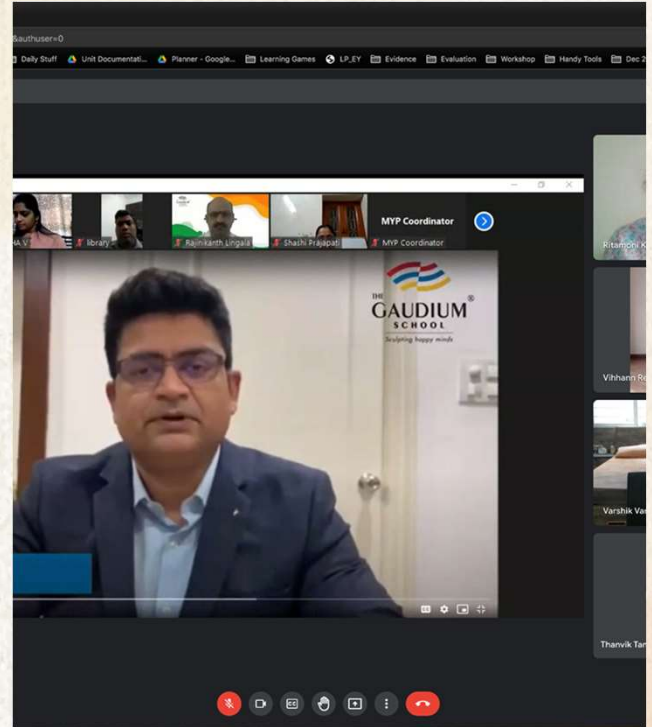 &authuser=0
Daily Stuff Unit Documentati... Planner - Google... Learning Games LP_EY Evidence Evaluation Workshop Handy Tools Dec 2
HA V library Rajinikanth Lingala Shashi Prajapati MYP Coordinator
MYP Coordinator
THE
GAUDIUM®
SCHOOL
Sculpting happy minds
Ritamoni K
Vihhann Re
Varshik Var
Thanvik Tan